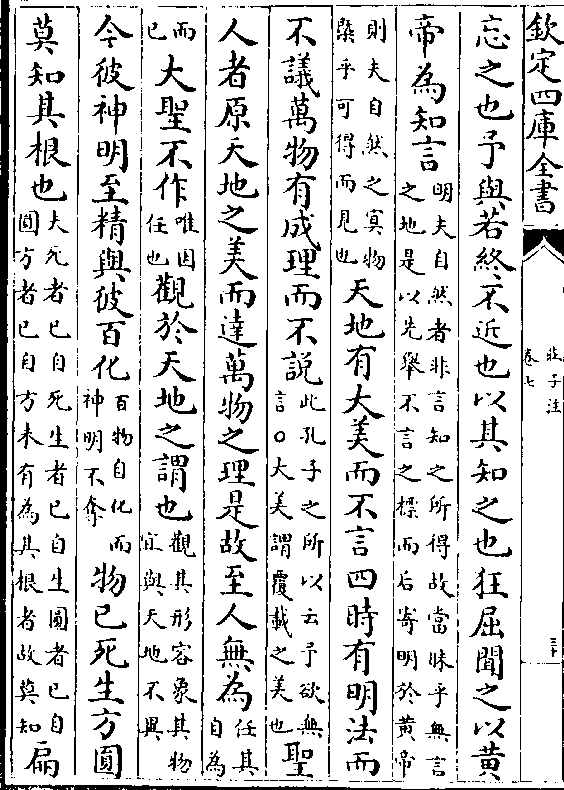 欽定四庫全書
莊子注
卷七
三十
忘之也予與若終不近也以其知之也狂屈聞之以黃
帝為知言明夫自然者非言知之所得故當昧乎無言之地是以先舉不言之標而后寄明於黃帝
則夫自然之㝠物槩乎可得而見也天地有大美而不言四時有明法而
不議萬物有成理而不說此孔子之所以云予欲無言○大美謂覆載之美也聖
人者原天地之美而達萬物之理是故至人無為任其自為
而已大聖不作唯因任也觀於天地之謂也觀其形容象其物宜與天地不異
今彼神明至精與彼百化百物自化而神明不奪物已死生方圓
莫知其根也夫死者已自死生者已自生圓者已自圓方者已自方未有為其根者故莫知扁